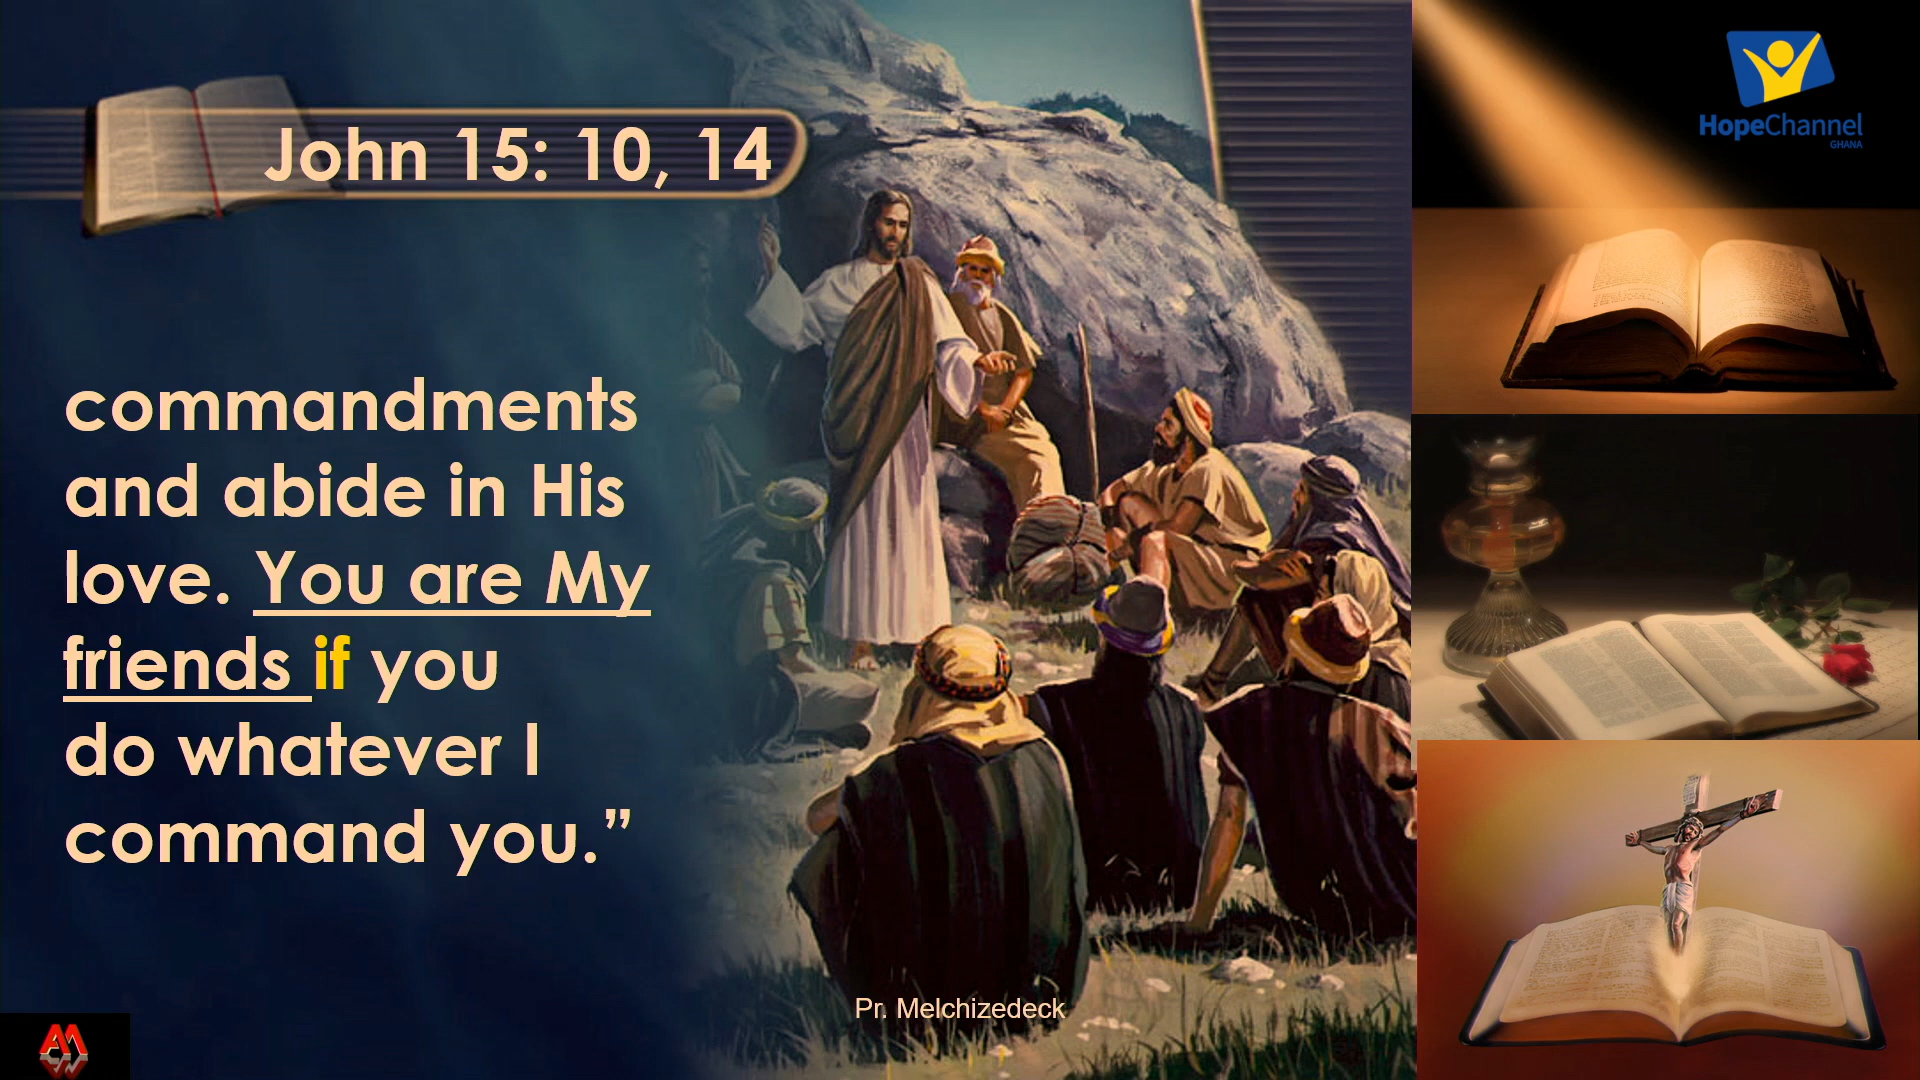 John 15: 10, 14
commandments
and abide in His
love. You are My
friends if you
do whatever I
command you.”
Pr. Melchizedeck
HopeChannel
GHANA